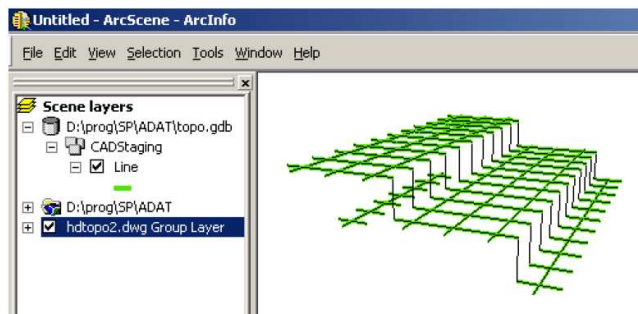 Untitled - ArcScene - ArcInfo
File Edit View Selection Tools Window Help
Scene layers
D:\prog\SP\ADAT\topo.gdb
CADStaging
Line
D:\prog\SP\ADAT
hdtopo2.dwg Group Layer